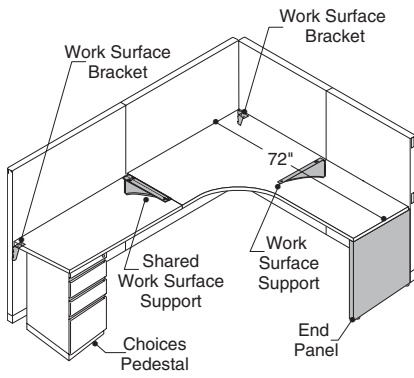 Work Surface
Bracket
Work Surface
Bracket
72"
Shared
Work Surface
Support
Work
Surface
Support
Choices
Pedestal
End
Panel